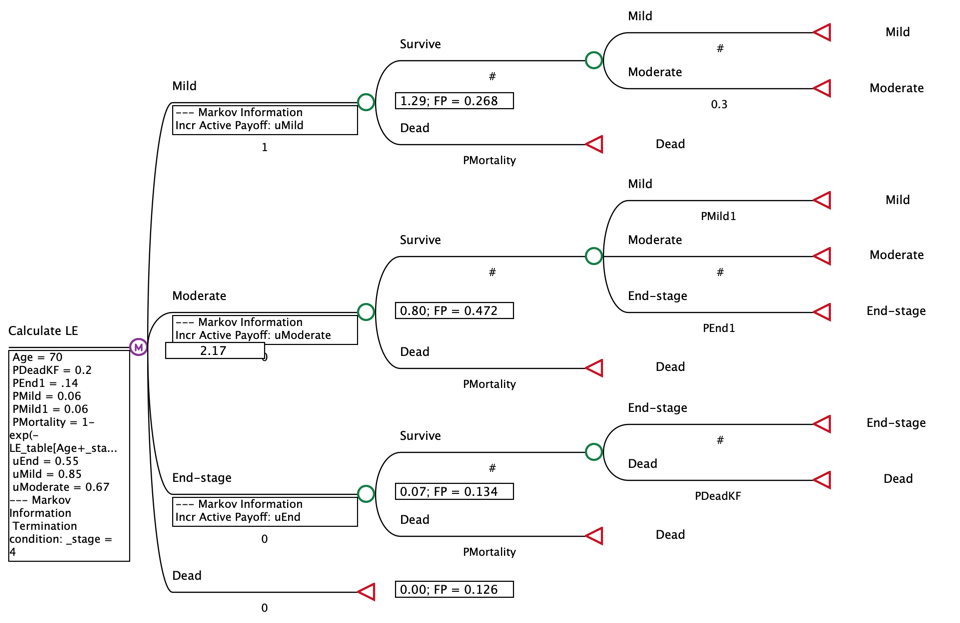 Mild
#
Mild
Survive
#
Moderate
0.3
Moderate
Mild
--- Markov Information
Incr Active Payoff: uMild
1
1.29; FP = 0.268
Dead
PMortality
Dead
Mild
PMild1
Mild
Survive
#
Moderate
#
Moderate
Moderate
--- Markov Information
Incr Active Payoff: uModerate
0
2.17
0.80; FP = 0.472
End-stage
PEnd1
End-stage
Dead
PMortality
Dead
Calculate LE
M
Age = 70
PDeadKF = 0.2
PEnd1 = .14
PMild = 0.06
PMild1 = 0.06
PMortality = 1-
exp(-
LE_table[Age+_sta...
uEnd = 0.55
uMild = 0.85
uModerate = 0.67
--- Markov
Information
Termination
condition: _stage =
4
End-stage
#
End-stage
Survive
#
Dead
PDeadKF
Dead
End-stage
--- Markov Information
Incr Active Payoff: uEnd
0
0.07; FP = 0.134
Dead
PMortality
Dead
Dead
0
0.00; FP = 0.126